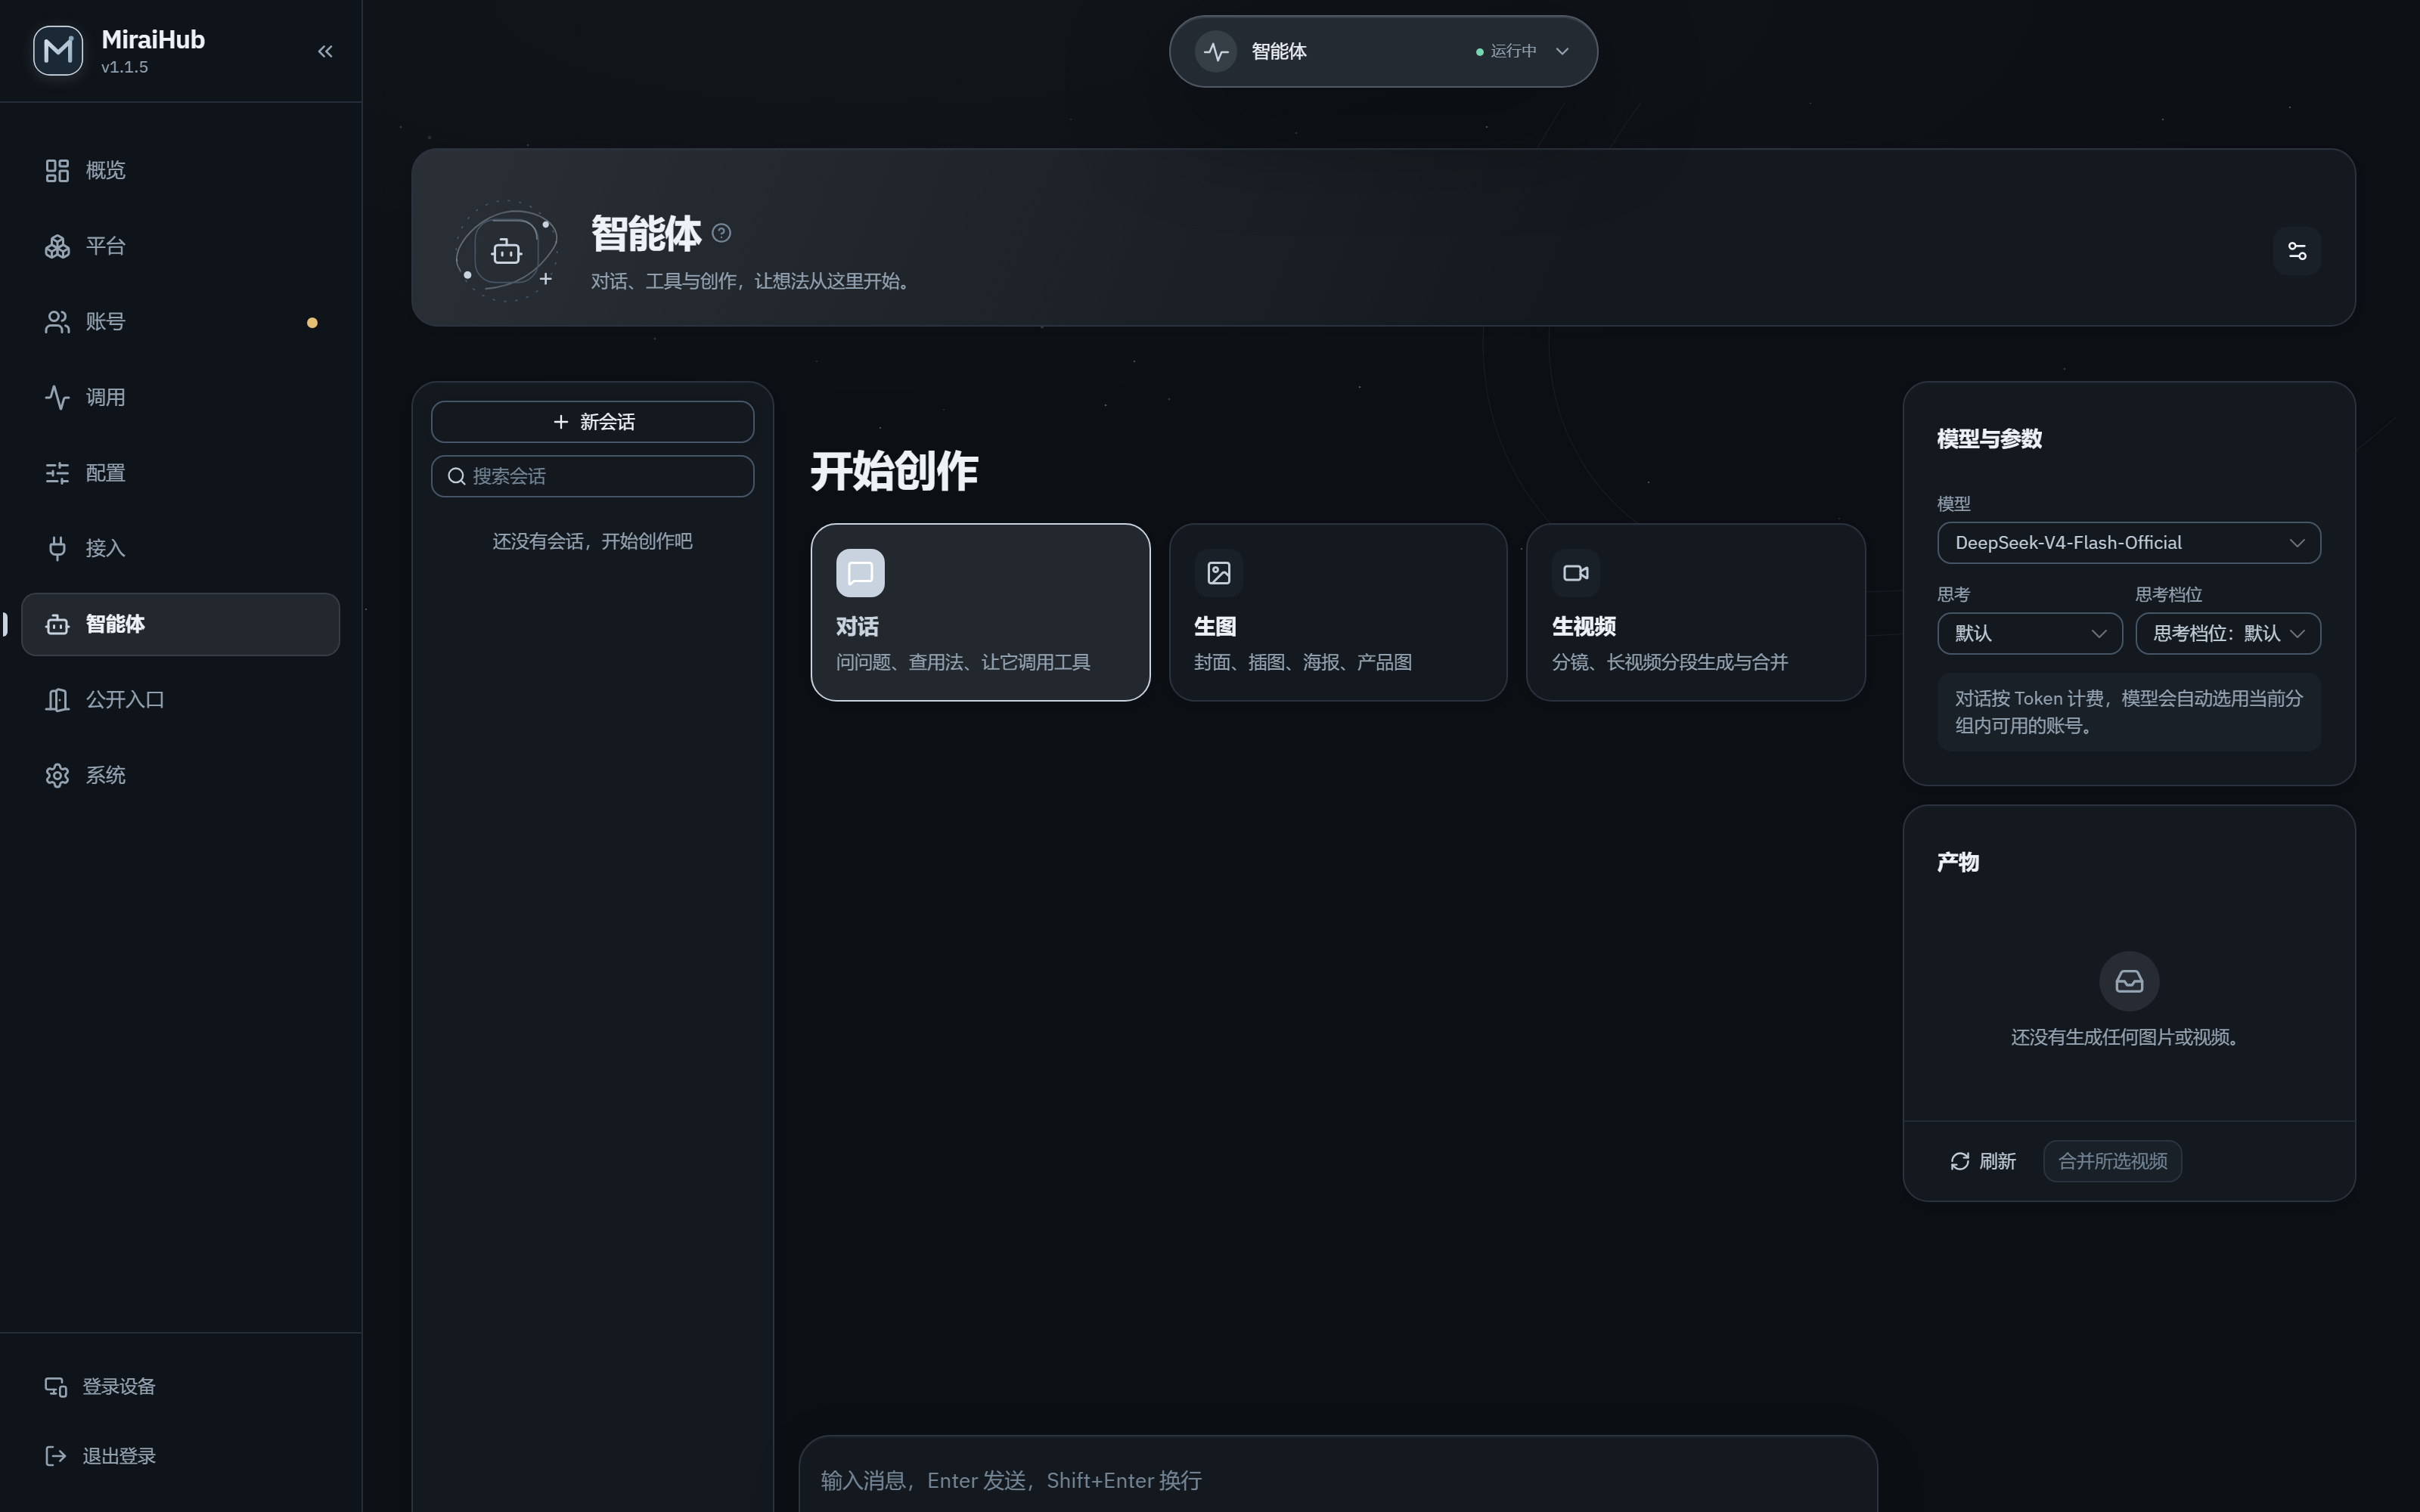 MiraiHub
v1.1.5
概览
平台
账号
调用
配置
接入
智能体
公开入口
系统
登录设备
退出登录
智能体
运行中
智能体
对话、工具与创作，让想法从这里开始。
新会话
搜索会话
还没有会话，开始创作吧
开始创作
对话
问问题、查用法、让它调用工具
生图
封面、插图、海报、产品图
生视频
分镜、长视频分段生成与合并
输入消息，Enter 发送，Shift+Enter 换行
模型与参数
模型
DeepSeek-V4-Flash-Official
思考
思考档位
默认
思考档位：默认
对话按 Token 计费，模型会自动选用当前分
组内可用的账号。
产物
还没有生成任何图片或视频。
刷新
合并所选视频